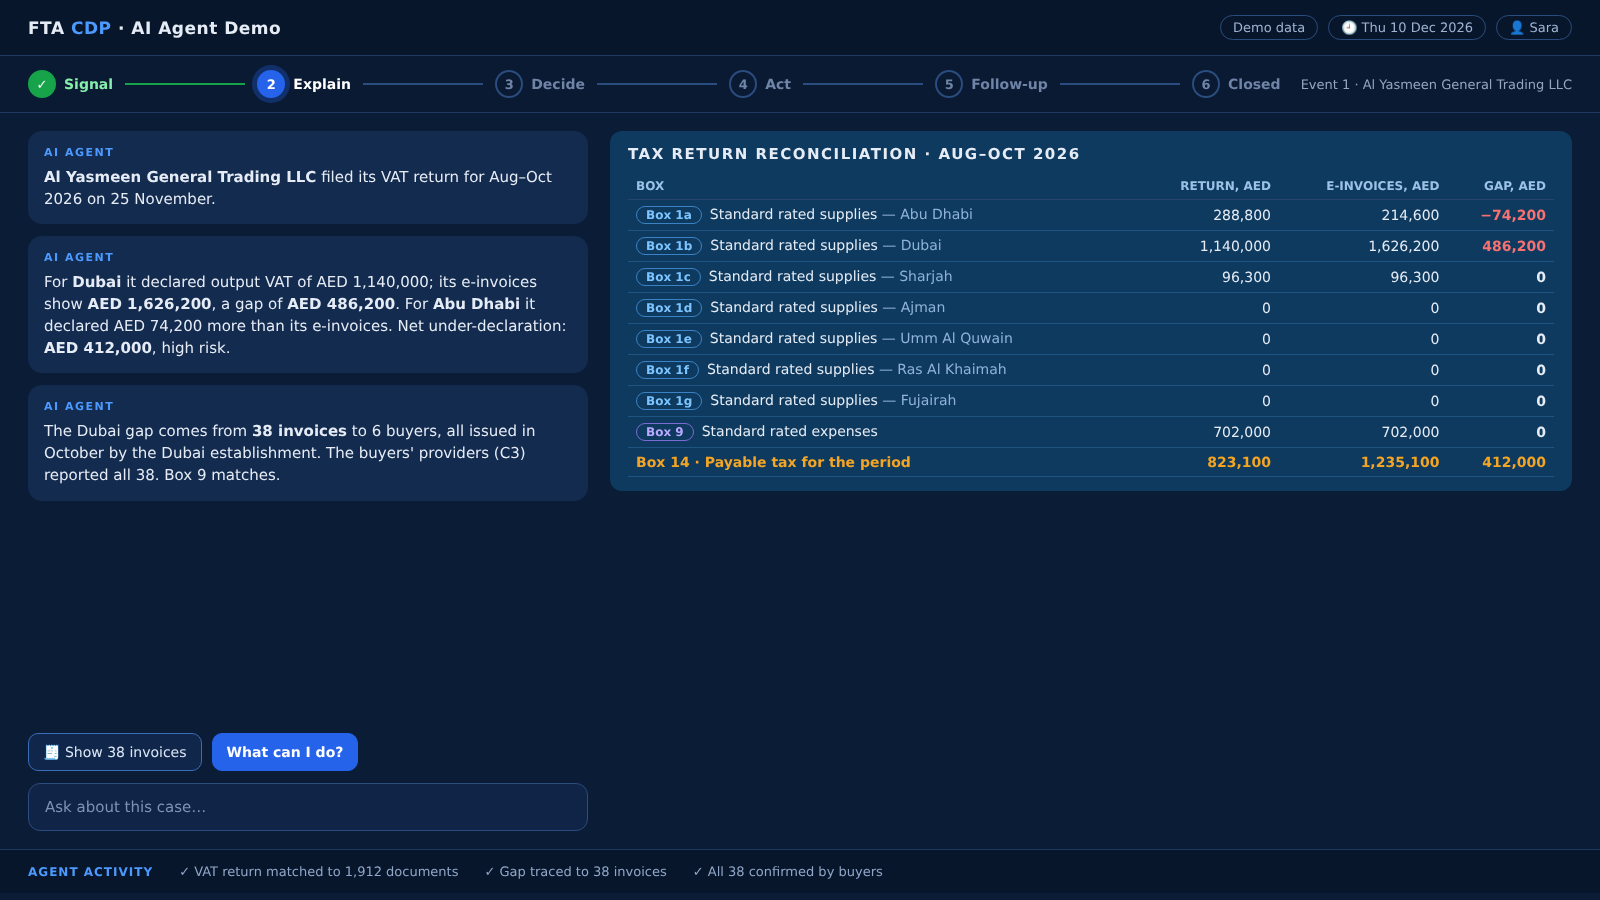 FTA CDP · AI Agent Demo
Demo data
🕘 Thu 10 Dec 2026
👤 Sara
✓ Signal
2 Explain
3 Decide
4 Act
5 Follow-up
6 Closed
Event 1 · Al Yasmeen General Trading LLC
AI AGENT
Al Yasmeen General Trading LLC filed its VAT return for Aug–Oct
2026 on 25 November.
AI AGENT
For Dubai it declared output VAT of AED 1,140,000; its e-invoices
show AED 1,626,200, a gap of AED 486,200. For Abu Dhabi it
declared AED 74,200 more than its e-invoices. Net under-declaration:
AED 412,000, high risk.
AI AGENT
The Dubai gap comes from 38 invoices to 6 buyers, all issued in
October by the Dubai establishment. The buyers' providers (C3)
reported all 38. Box 9 matches.
🧾 Show 38 invoices
What can I do?
Ask about this case…
TAX RETURN RECONCILIATION · AUG–OCT 2026
BOX RETURN, AED E-INVOICES, AED GAP, AED
Box 1a Standard rated supplies — Abu Dhabi 288,800 214,600 −74,200
Box 1b Standard rated supplies — Dubai 1,140,000 1,626,200 486,200
Box 1c Standard rated supplies — Sharjah 96,300 96,300 0
Box 1d Standard rated supplies — Ajman 0 0 0
Box 1e Standard rated supplies — Umm Al Quwain 0 0 0
Box 1f Standard rated supplies — Ras Al Khaimah 0 0 0
Box 1g Standard rated supplies — Fujairah 0 0 0
Box 9 Standard rated expenses 702,000 702,000 0
Box 14 · Payable tax for the period 823,100 1,235,100 412,000
AGENT ACTIVITY
✓ VAT return matched to 1,912 documents
✓ Gap traced to 38 invoices
✓ All 38 confirmed by buyers